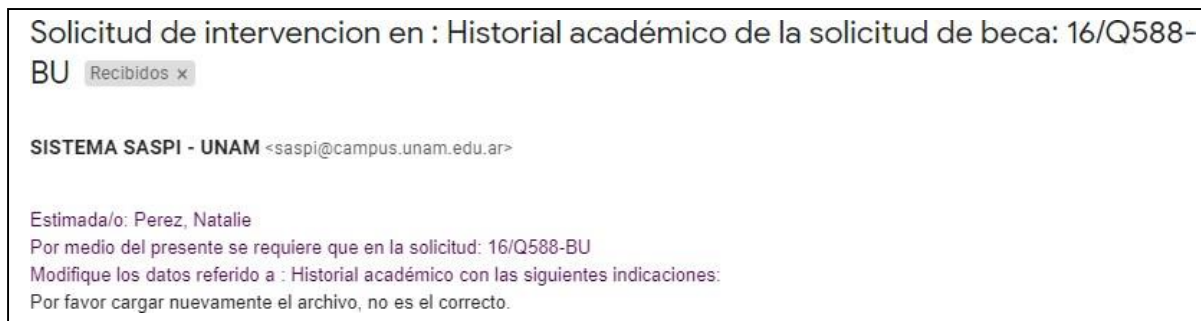 Solicitud de intervencion en : Historial académico de la solicitud de beca: 16/Q588-
BU Recibidos x
SISTEMA SASPI - UNAM <saspi@campus.unam.edu.ar>
Estimada/o: Perez, Natalie
Por medio del presente se requiere que en la solicitud: 16/Q588-BU
Modifique los datos referido a : Historial académico con las siguientes indicaciones:
Por favor cargar nuevamente el archivo, no es el correcto.